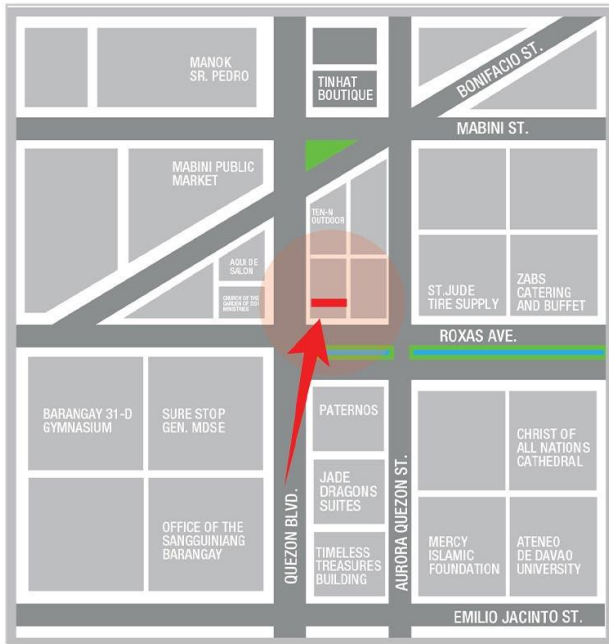 MANOK
SR. PEDRO
TINHAT
BOUTIQUE
BONIFACIO ST.
MABINI ST.
MABINI PUBLIC
MARKET
TEN-N
OUTDOOR
AQUI DE
SALON
CHURCH OF THE
GARDEN OF
MINISTRIES
ST.JUDE
TIRE SUPPLY
ZABS
CATERING
AND BUFFET
ROXAS AVE.
BARANGAY 31-D
GYMNASIUM
SURE STOP
GEN. MDSE
PATERNOS
CHRIST OF
ALL NATIONS
CATHEDRAL
JADE
DRAGONS
SUITES
QUEZON BLVD.
AURORA QUEZON ST.
OFFICE OF THE
SANGGUINIANG
BARANGAY
TIMELESS
TREASURES
BUILDING
MERCY
ISLAMIC
FOUNDATION
ATENEO
DE DAVAO
UNIVERSITY
EMILIO JACINTO ST.